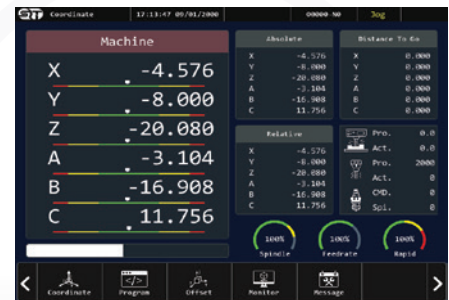 Coordinate 17:13:47 09/01/2000 00000.N0 Jog
Machine
X -4.576
Y -8.000
Z -20.080
A -3.104
B -16.908
C 11.756
Absolute
X -4.576
Y -8.000
Z -20.080
A -3.104
B -16.908
C 11.756
Distance To Go
X 0.000
Y 0.000
Z 0.000
A 0.000
B 0.000
C 0.000
Relative
X -4.576
Y -8.000
Z -20.080
A -3.104
B -16.908
C 11.756
Pro. 0.0
Act. 0.0
Pro. 2000
Act. 0
CMD. 0
Spi. 0
100% 100% 100%
Spindle Feedrate Rapid
Coordinate Program Offset Monitor Message